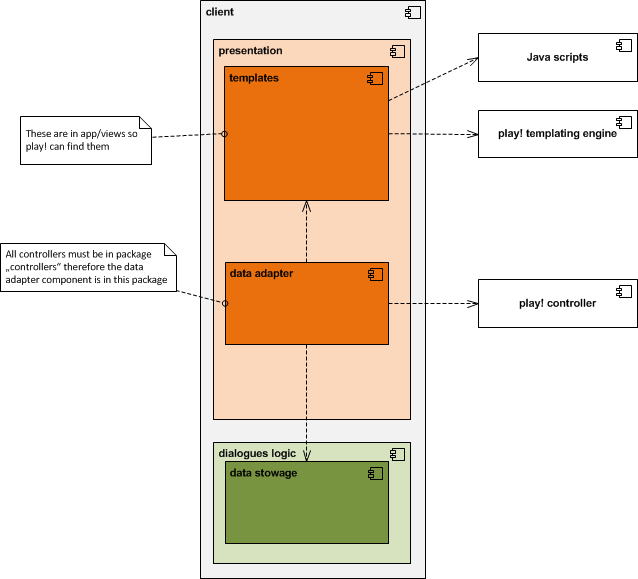 client
presentation
templates
Java scripts
These are in app/views so
play! can find them
play! templating engine
All controllers must be in package
„controllers“ therefore the data
adapter component is in this package
data adapter
play! controller
dialogues logic
data stowage